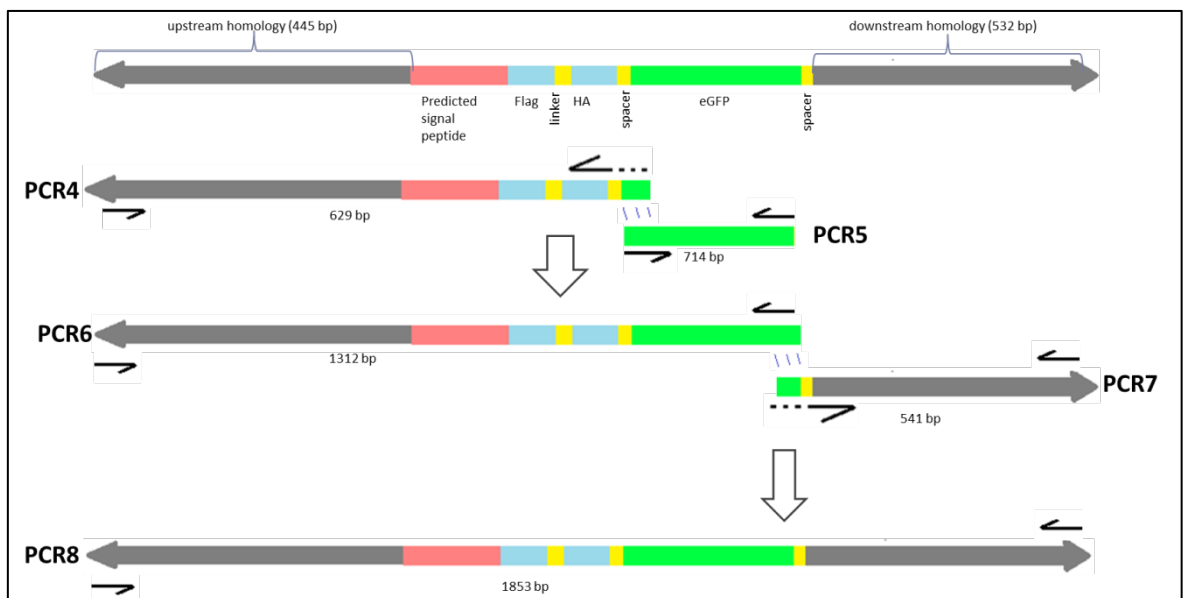 upstream homology (445 bp)
downstream homology (532 bp)
Predicted
signal
peptide
Flag
linker
HA
spacer
eGFP
spacer
PCR4
629 bp
714 bp
PCR5
PCR6
1312 bp
PCR7
541 bp
PCR8
1853 bp